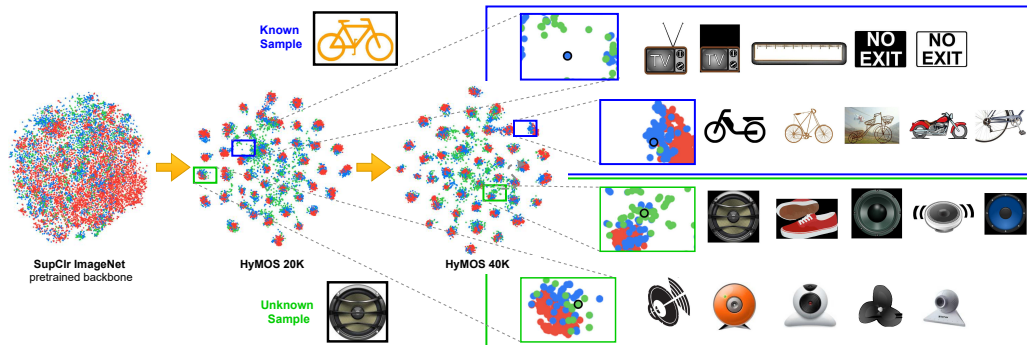 Known
Sample
TV
TV
NO
EXIT
NO
EXIT
SupClr ImageNet
pretrained backbone
HyMOS 20K
HyMOS 40K
Unknown
Sample